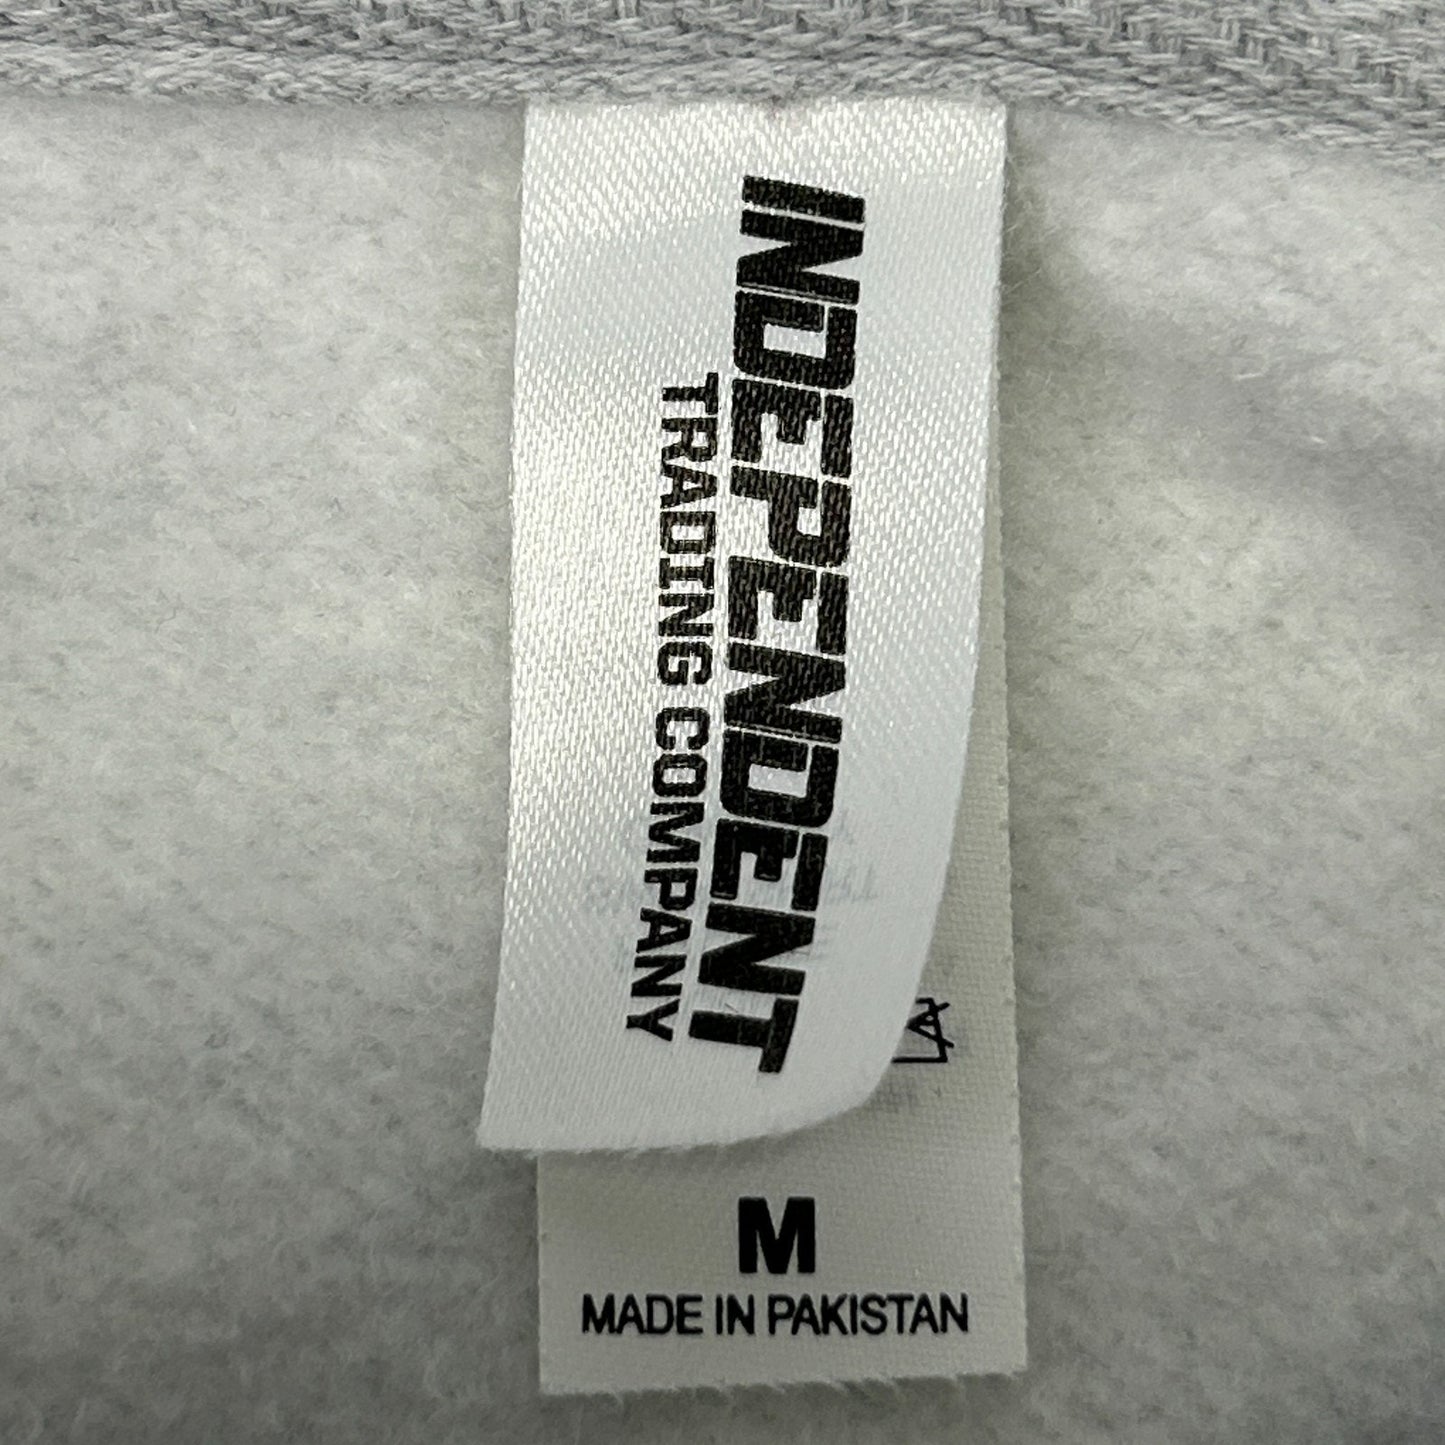 INDEPENDENT
TRADING COMPANY
M
MADE IN PAKISTAN